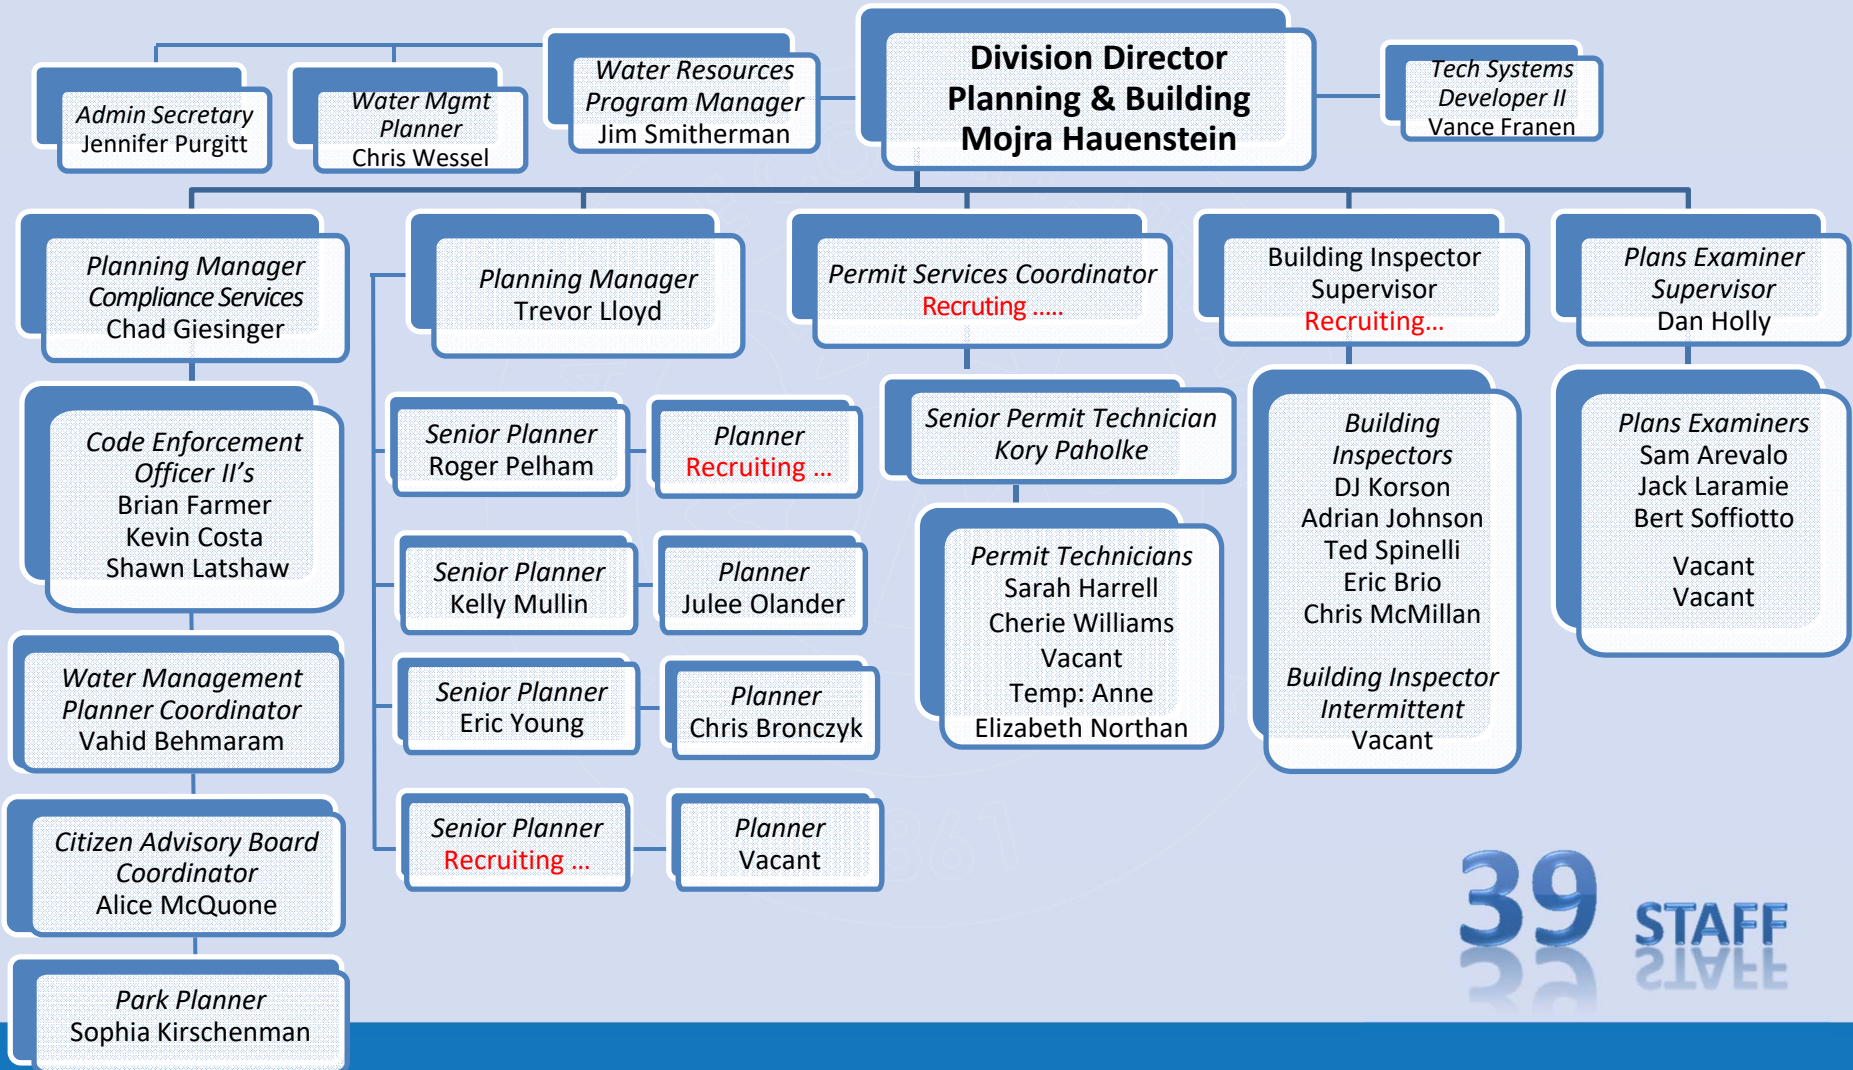 Admin Secretary
Jennifer Purgitt
Water Mgmt
Planner
Chris Wessel
Water Resources
Program Manager
Jim Smitherman
Division Director
Planning & Building
Mojra Hauenstein
Tech Systems
Developer II
Vance Franen
Planning Manager
Compliance Services
Chad Giesinger
Planning Manager
Trevor Lloyd
Permit Services Coordinator
Recruting .....
Building Inspector
Supervisor
Recruiting...
Plans Examiner
Supervisor
Dan Holly
Code Enforcement
Officer II’s
Brian Farmer
Kevin Costa
Shawn Latshaw
Water Management
Planner Coordinator
Vahid Behmaram
Citizen Advisory Board
Coordinator
Alice McQuone
Park Planner
Sophia Kirschenman
Senior Planner
Roger Pelham
Planner
Recruiting ...
Senior Planner
Kelly Mullin
Planner
Julee Olander
Senior Planner
Eric Young
Planner
Chris Bronczyk
Senior Planner
Recruiting ...
Planner
Vacant
Senior Permit Technician
Kory Paholke
Permit Technicians
Sarah Harrell
Cherie Williams
Vacant
Temp: Anne
Elizabeth Northan
Building
Inspectors
DJ Korson
Adrian Johnson
Ted Spinelli
Eric Brio
Chris McMillan
Building Inspector
Intermittent
Vacant
Plans Examiners
Sam Arevalo
Jack Laramie
Bert Soffiotto
Vacant
Vacant
39 STAFF